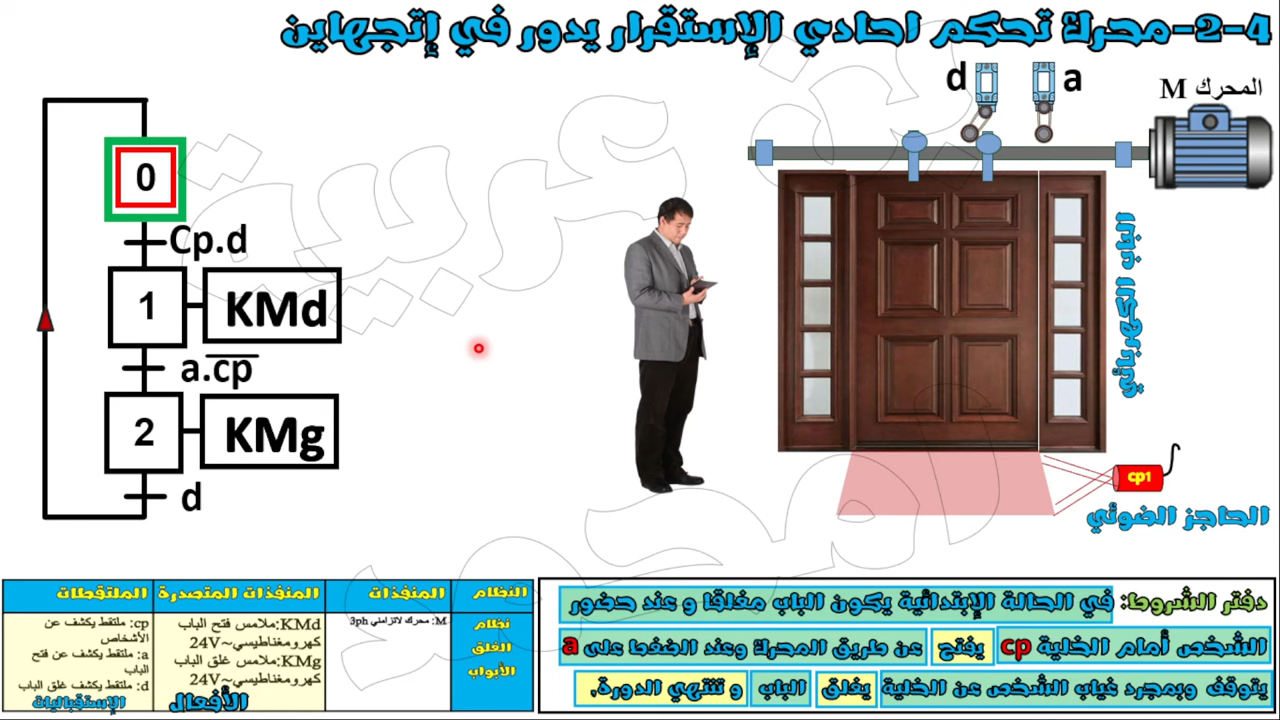 4-2-محرك تحكم احادي الإستقرار يدور في إتجهاين
d
a
المحرك M
0
Cp.d
1
KMd
a.c̅p̅
2
KMg
d
الباب الكهربائي
cp1
الحاجز الضوئي
النظام
المنفذات
المنفذات المتصدرة
الملتقطات
نظام
الغلق
الأبواب
M: محرك لاتزامني 3ph
KMd:ملامس فتح الباب
كهرومغناطيسي~24V
KMg:ملامس غلق الباب
كهرومغناطيسي~24V
الأفعال
cp: ملتقط يكشف عن
الأشخاص
a: ملتقط يكشف عن فتح
الباب
d: ملتقط يكشف غلق الباب
الإستقباليات
دفتر الشروط: في الحالة الإبتدائية يكون الباب مغلقا و عند حضور
الشخص أمام الخلية cp يفتح عن طريق المحرك وعند الضغط على a
يتوقف وبمجرد غياب الشخص عن الخلية يغلق الباب و تنتهي الدورة.